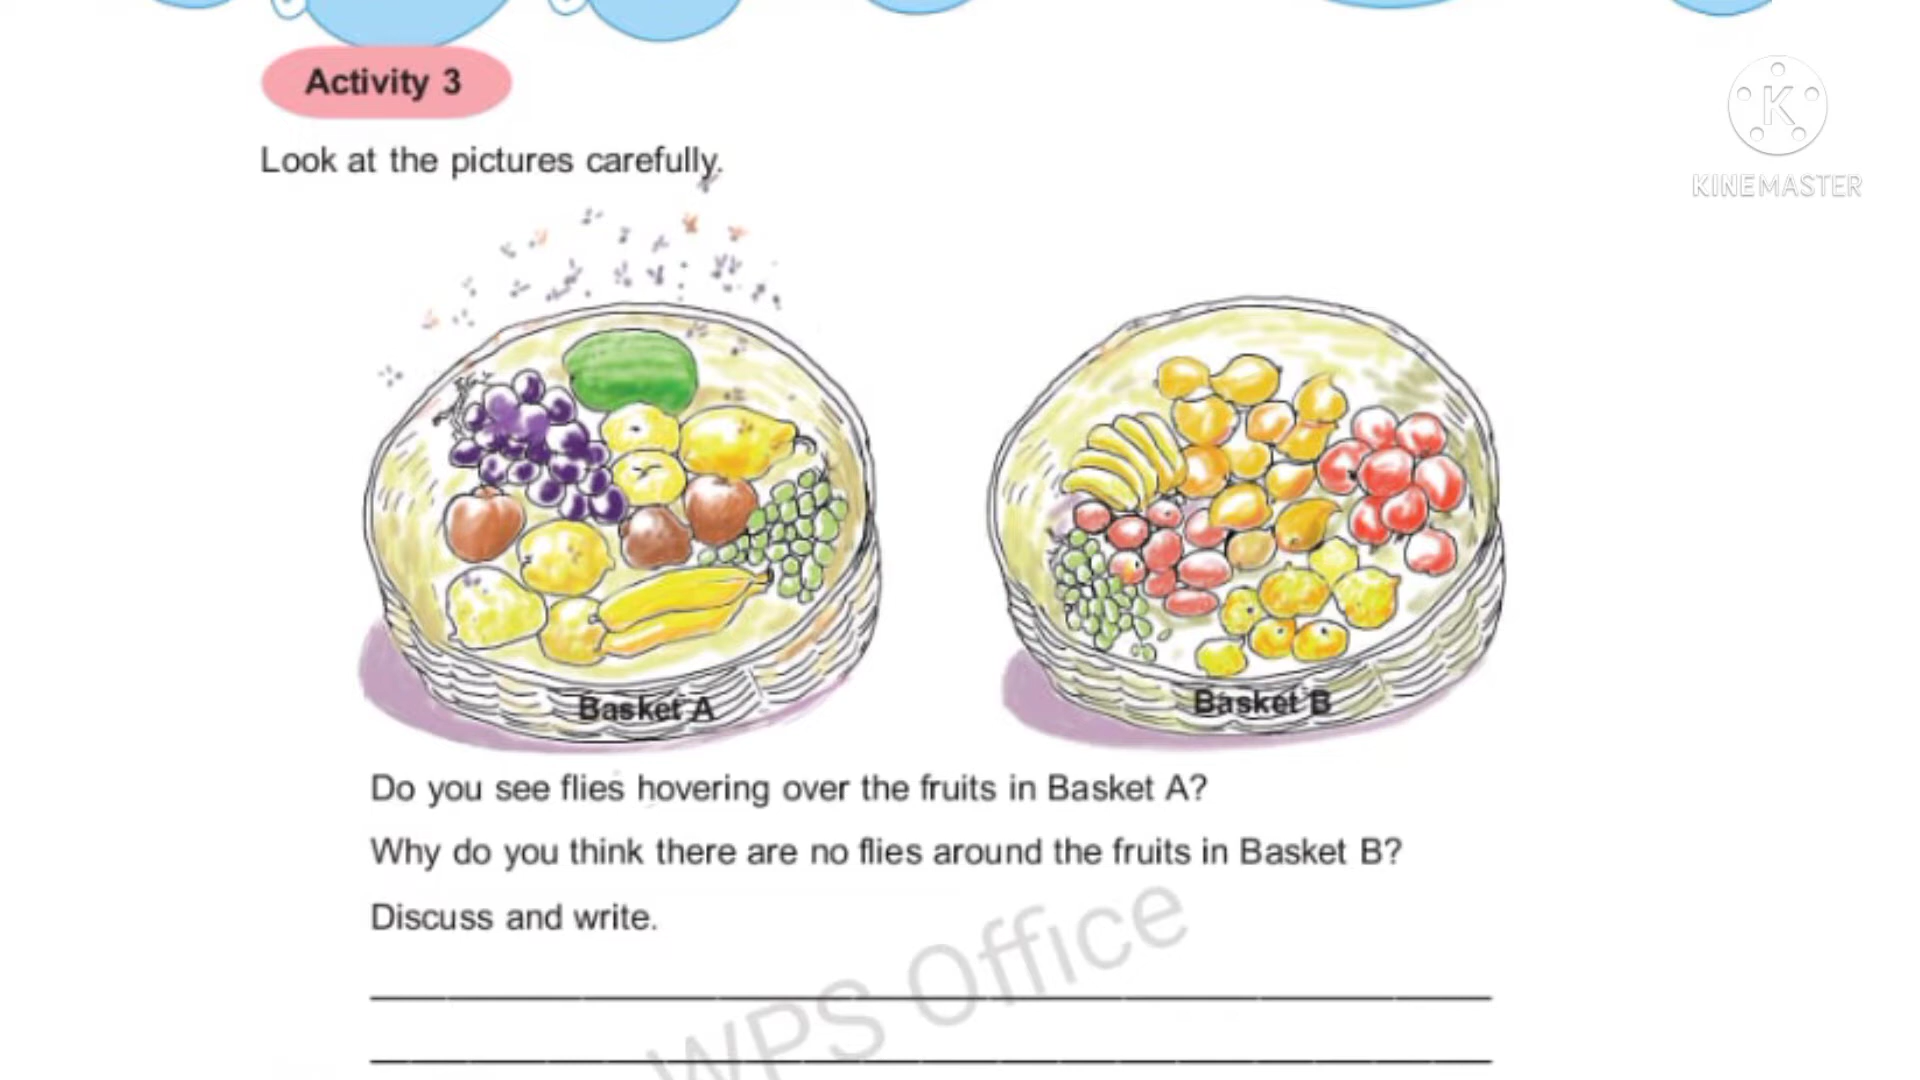 Activity 3
KINEMASTER
Look at the pictures carefully.
Basket A
Basket B
Do you see flies hovering over the fruits in Basket A?
Why do you think there are no flies around the fruits in Basket B?
Discuss and write.
WPS Office